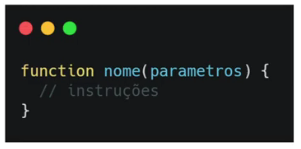 function nome(parametros) {
  // instruções
}